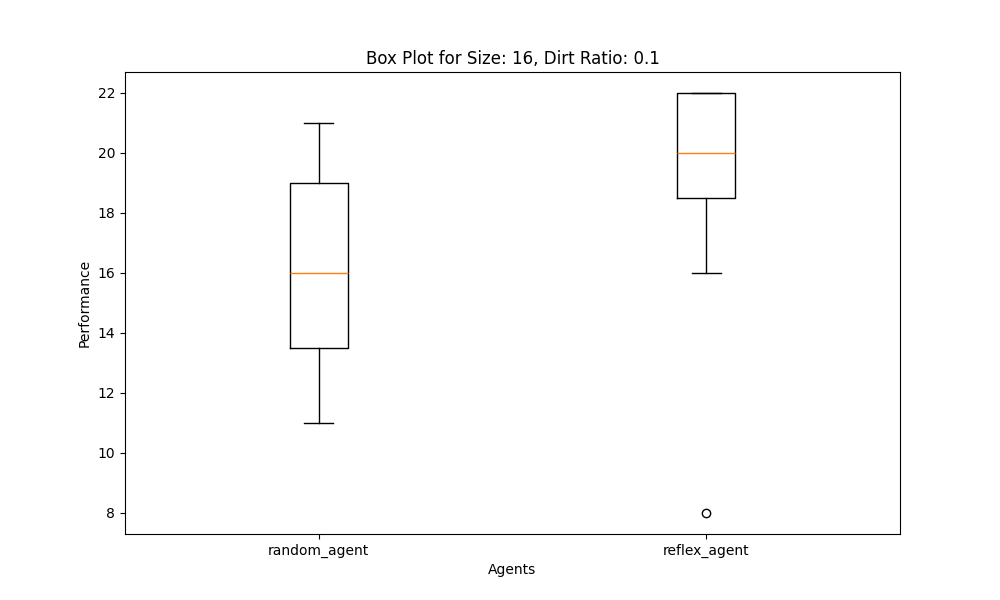 Box Plot for Size: 16, Dirt Ratio: 0.1
22
20
18
16
14
12
10
8
Performance
random_agent
reflex_agent
Agents